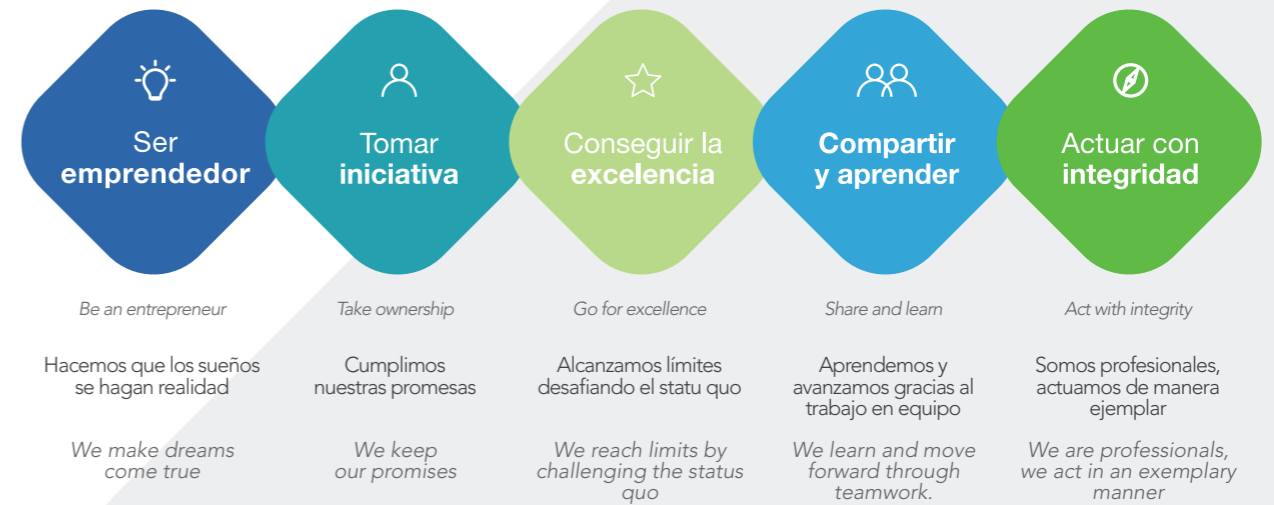 Ser
emprendedor
Tomar
iniciativa
Conseguir la
excelencia
Compartir
y aprender
Actuar con
integridad
Be an entrepreneur
Take ownership
Go for excellence
Share and learn
Act with integrity
Hacemos que los sueños
se hagan realidad
Cumplimos
nuestras promesas
Alcanzamos límites
desafiando el statu quo
Aprendemos y
avanzamos gracias al
trabajo en equipo
Somos profesionales,
actuamos de manera
ejemplar
We make dreams
come true
We keep
our promises
We reach limits by
challenging the status
quo
We learn and move
forward through
teamwork.
We are professionals,
we act in an exemplary
manner